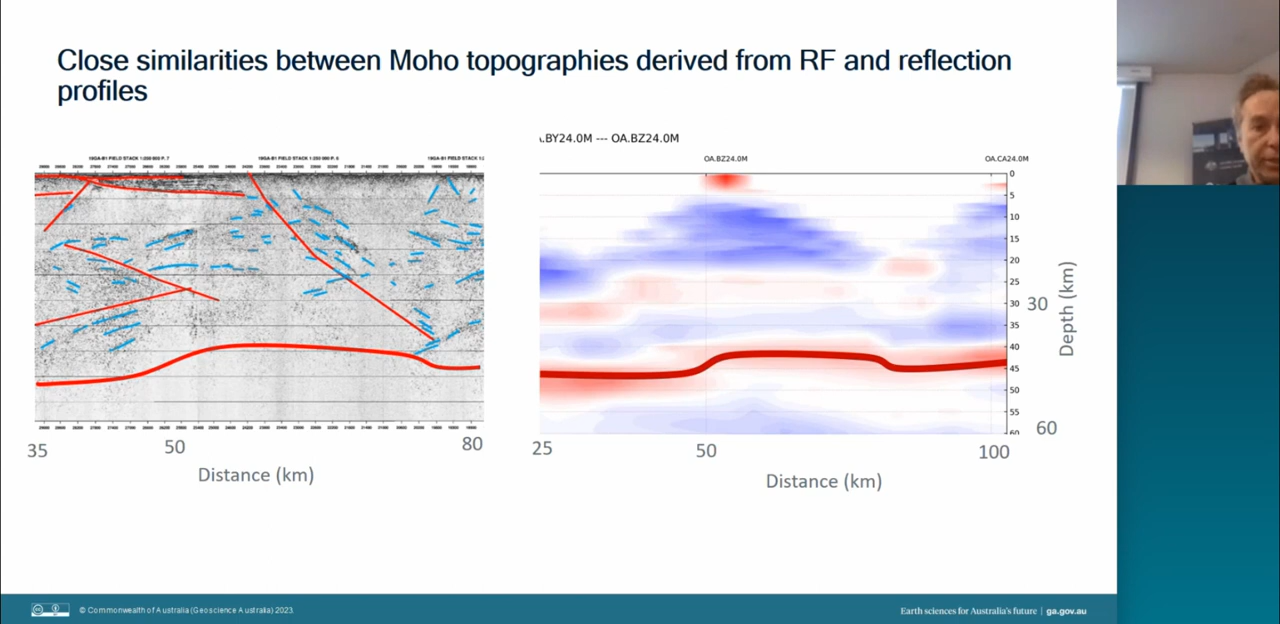 Close similarities between Moho topographies derived from RF and reflection
profiles
.BY24.0M --- OA.BZ24.0M
OA.BZ24.0M
OA.CA24.0M
0
5
10
15
20
25
30
35
40
45
50
55
60
30
60
Depth (km)
35
50
80
Distance (km)
25
50
100
Distance (km)
© Commonwealth of Australia (Geoscience Australia) 2023
Earth sciences for Australia's future | ga.gov.au